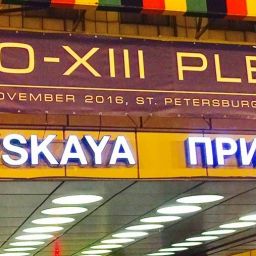 O-XIII PLE
OVEMBER 2016, ST. PETERSBURG
SKAYA ПРИ